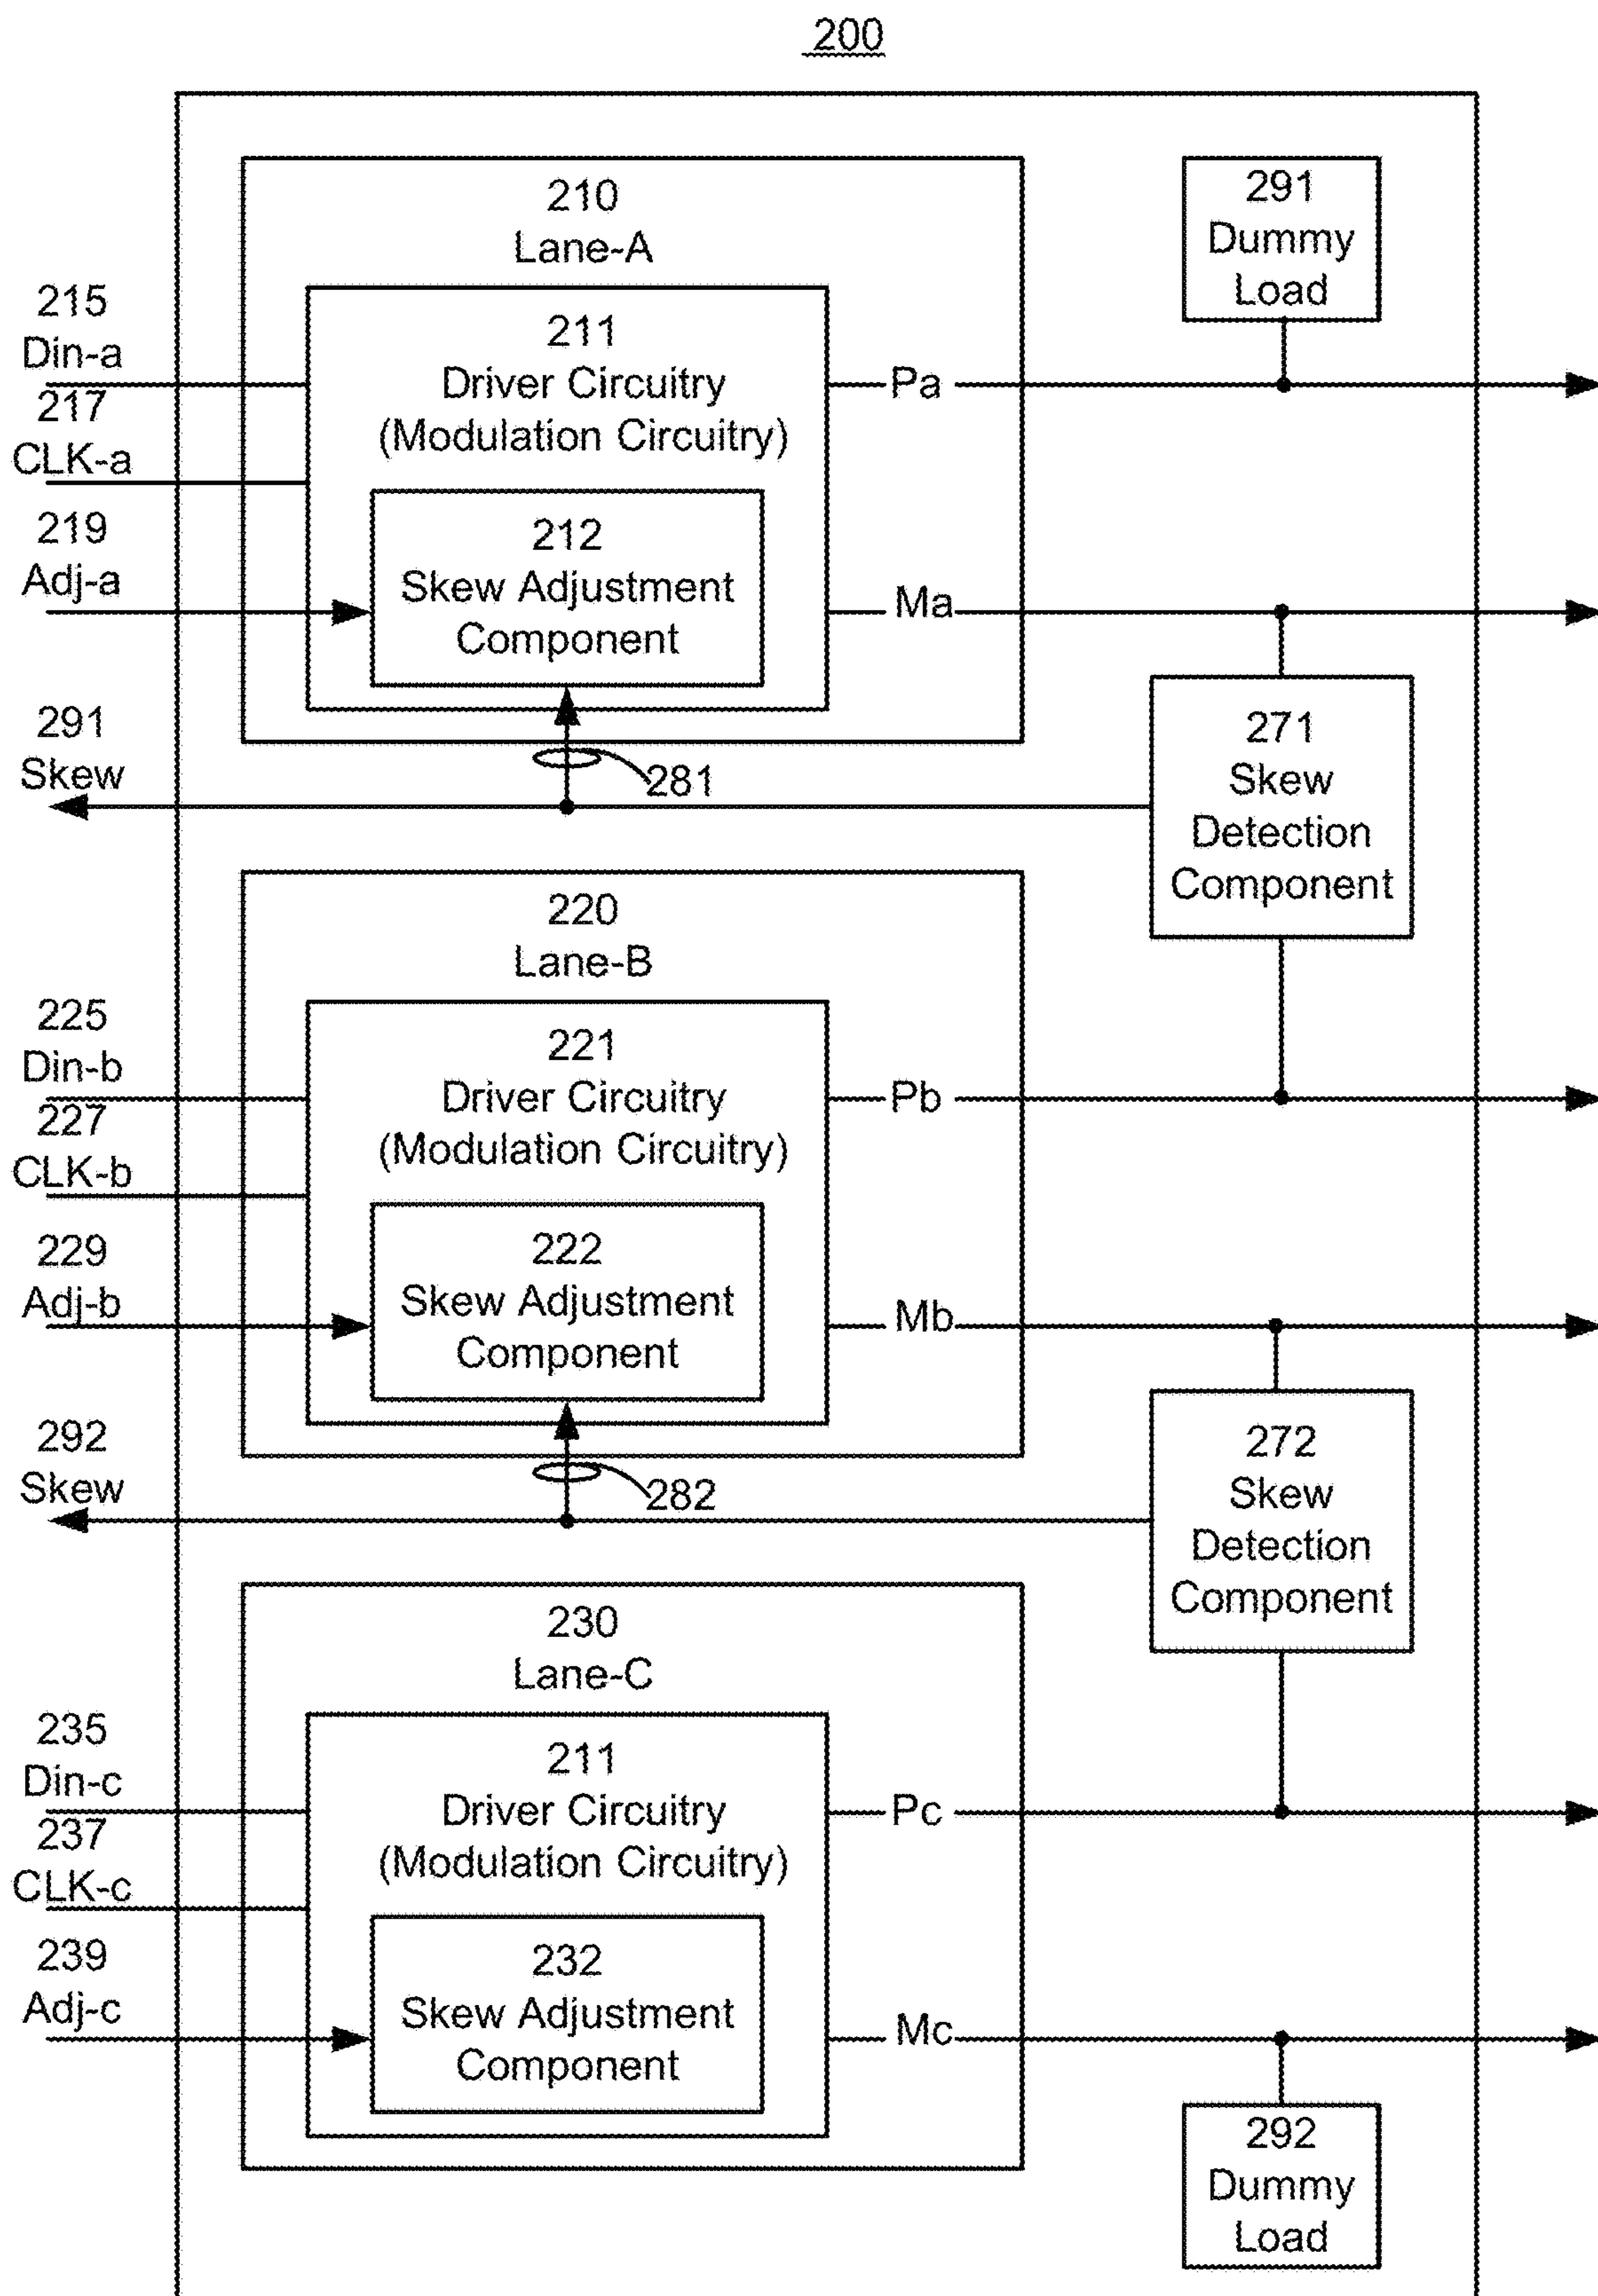 200
210
Lane-A
291
Dummy
Load
215
Din-a
217
CLK-a
219
Adj-a
211
Driver Circuitry
(Modulation Circuitry)
212
Skew Adjustment
Component
Pa
Ma
291
Skew
281
271
Skew
Detection
Component
220
Lane-B
225
Din-b
227
CLK-b
229
Adj-b
221
Driver Circuitry
(Modulation Circuitry)
222
Skew Adjustment
Component
Pb
Mb
292
Skew
282
272
Skew
Detection
Component
230
Lane-C
235
Din-c
237
CLK-c
239
Adj-c
211
Driver Circuitry
(Modulation Circuitry)
232
Skew Adjustment
Component
Pc
Mc
292
Dummy
Load